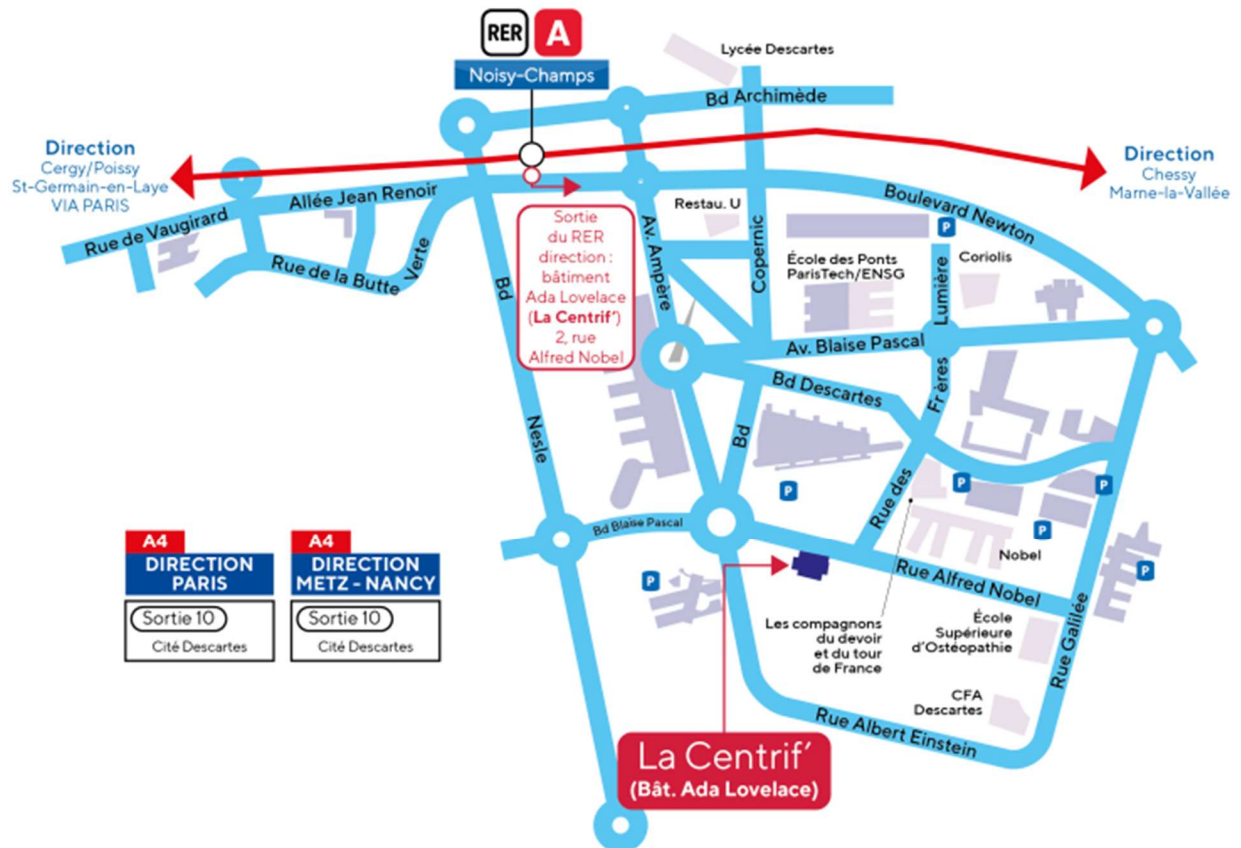 RER A
Noisy-Champs
Lycée Descartes
Bd Archimède
Direction
Cergy/Poissy
St-Germain-en-Laye
VIA PARIS
Direction
Chessy
Marne-la-Vallée
Rue de Vaugirard
Allée Jean Renoir
Rue de la Butte Verte
Sortie
du RER
direction :
bâtiment
Ada Lovelace
(La Centrif’)
2, rue
Alfred Nobel
Bd Nesle
Av. Ampère
Restau. U
Copernic
Boulevard Newton
P
École des Ponts
ParisTech/ENSG
Coriolis
Av. Blaise Pascal
Bd Descartes
Bd
Rue des Frères Lumière
P
P
P
P
P
P
Bd Blaise Pascal
Nobel
Rue Alfred Nobel
Rue Galilée
Les compagnons
du devoir
et du tour
de France
École
Supérieure
d’Ostéopathie
CFA
Descartes
Rue Albert Einstein
A4
DIRECTION
PARIS
Sortie 10
Cité Descartes
A4
DIRECTION
METZ - NANCY
Sortie 10
Cité Descartes
La Centrif’
(Bât. Ada Lovelace)